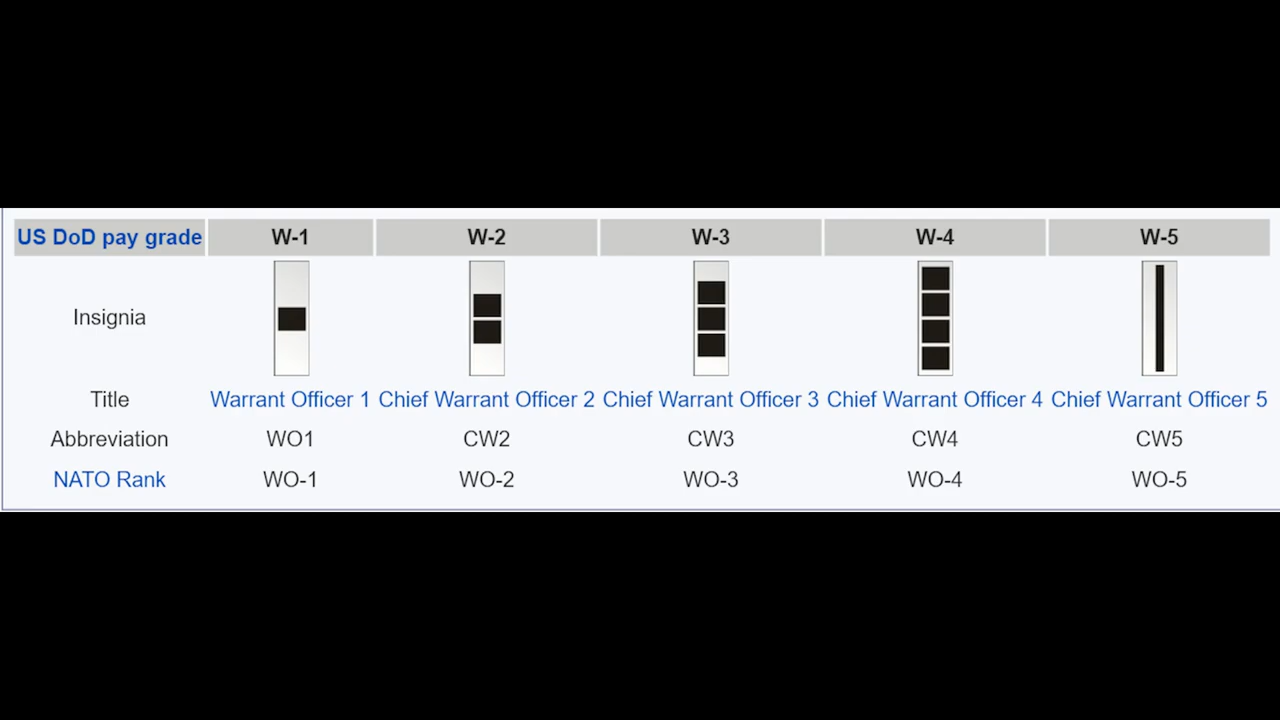 US DoD pay grade W-1 W-2 W-3 W-4 W-5
Insignia
Title Warrant Officer 1 Chief Warrant Officer 2 Chief Warrant Officer 3 Chief Warrant Officer 4 Chief Warrant Officer 5
Abbreviation WO1 CW2 CW3 CW4 CW5
NATO Rank WO-1 WO-2 WO-3 WO-4 WO-5